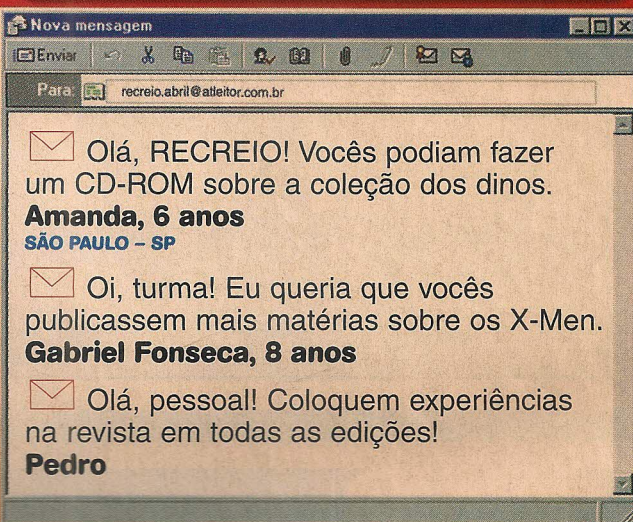 Nova mensagem
Enviar
Para: recreio.abril@atleitor.com.br
Olá, RECREIO! Vocês podiam fazer
um CD-ROM sobre a coleção dos dinos.
Amanda, 6 anos
SÃO PAULO – SP
Oi, turma! Eu queria que vocês
publicassem mais matérias sobre os X-Men.
Gabriel Fonseca, 8 anos
Olá, pessoal! Coloquem experiências
na revista em todas as edições!
Pedro